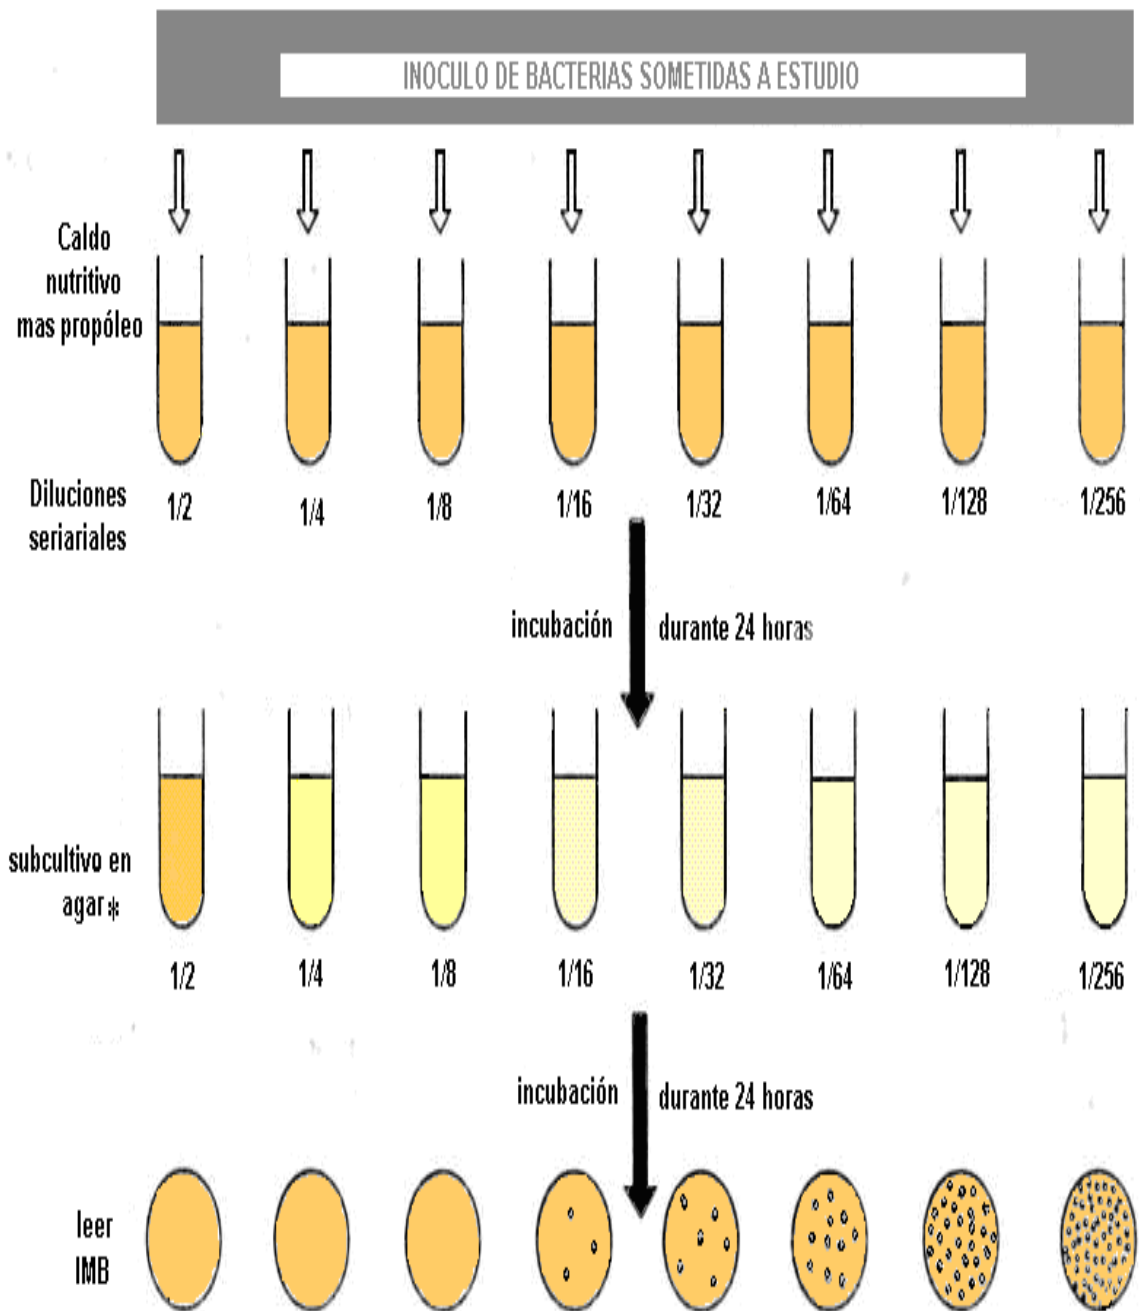 INOCULO DE BACTERIAS SOMETIDAS A ESTUDIO
Caldo
nutritivo
mas propóleo
Diluciones
seriariales
1/2 1/4 1/8 1/16 1/32 1/64 1/128 1/256
incubación durante 24 horas
subcultivo en
agar*
1/2 1/4 1/8 1/16 1/32 1/64 1/128 1/256
incubación durante 24 horas
leer
IMB